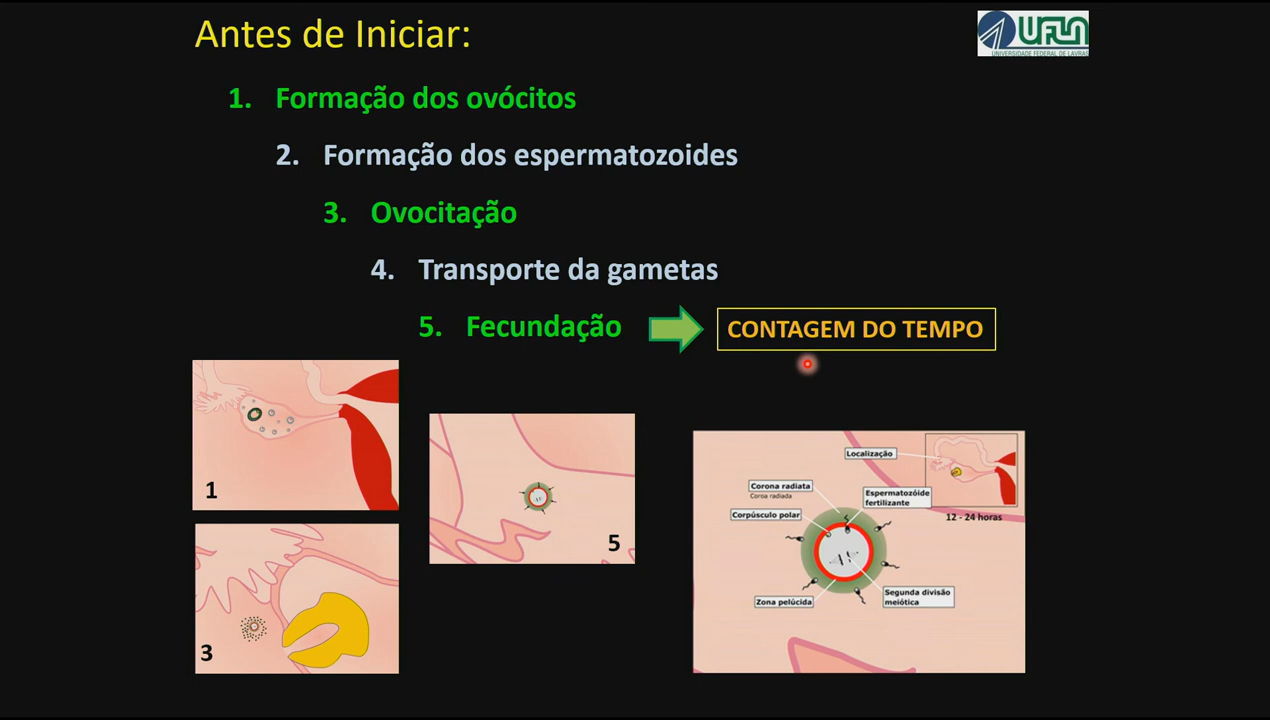 Antes de Iniciar:
UFLA
UNIVERSIDADE FEDERAL DE LAVRAS
1. Formação dos ovócitos
2. Formação dos espermatozoides
3. Ovocitação
4. Transporte da gametas
5. Fecundação
CONTAGEM DO TEMPO
1
3
5
Localização
Corona radiata
Coroa radiada
Espermatozóide
fertilizante
Corpúsculo polar
12 - 24 horas
Zona pelúcida
Segunda divisão
meiótica